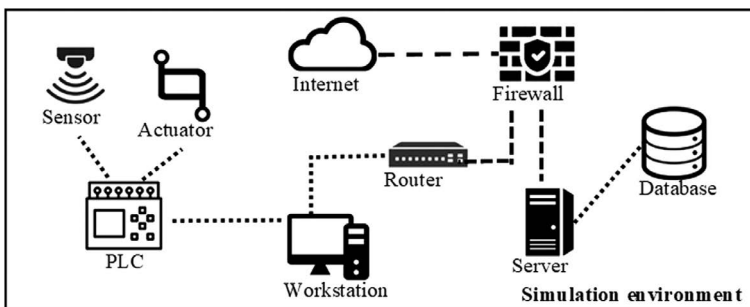 Internet
Firewall
Sensor
Actuator
Router
Database
PLC
Workstation
Server
Simulation environment